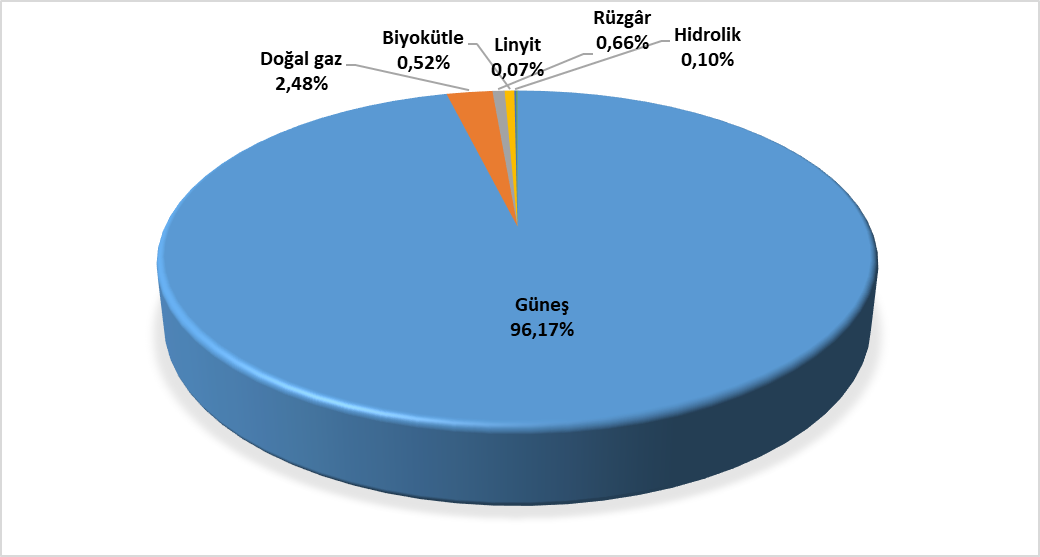 Doğal gaz
2,48%
Biyokütle
0,52%
Linyit
0,07%
Rüzgâr
0,66%
Hidrolik
0,10%
Güneş
96,17%